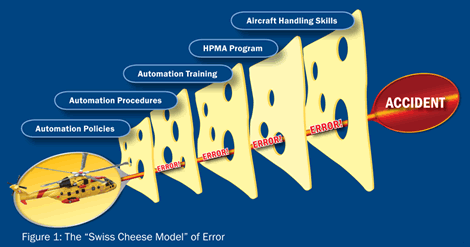 Aircraft Handling Skills
HPMA Program
Automation Training
Automation Procedures
Automation Policies
ERROR!
ERROR!
ERROR!
ERROR!
ACCIDENT
Figure 1: The “Swiss Cheese Model” of Error